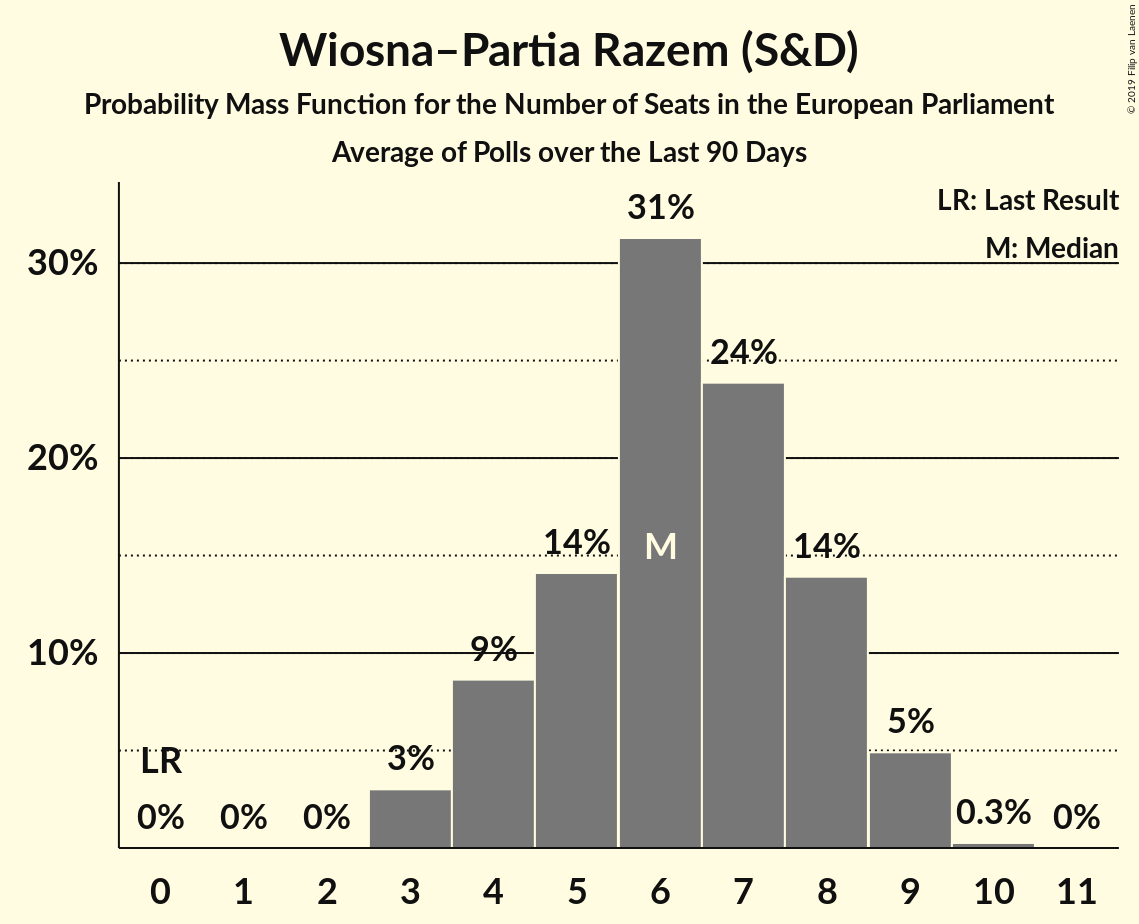 Wiosna–Partia Razem (S&D)
Probability Mass Function for the Number of Seats in the European Parliament
Average of Polls over the Last 90 Days
© 2019 Filip van Laenen
LR: Last Result
M: Median
31%
30%
24%
20%
14%
M
14%
10%
9%
5%
LR
3%
0% 0% 0% 0.3% 0%
0 1 2 3 4 5 6 7 8 9 10 11